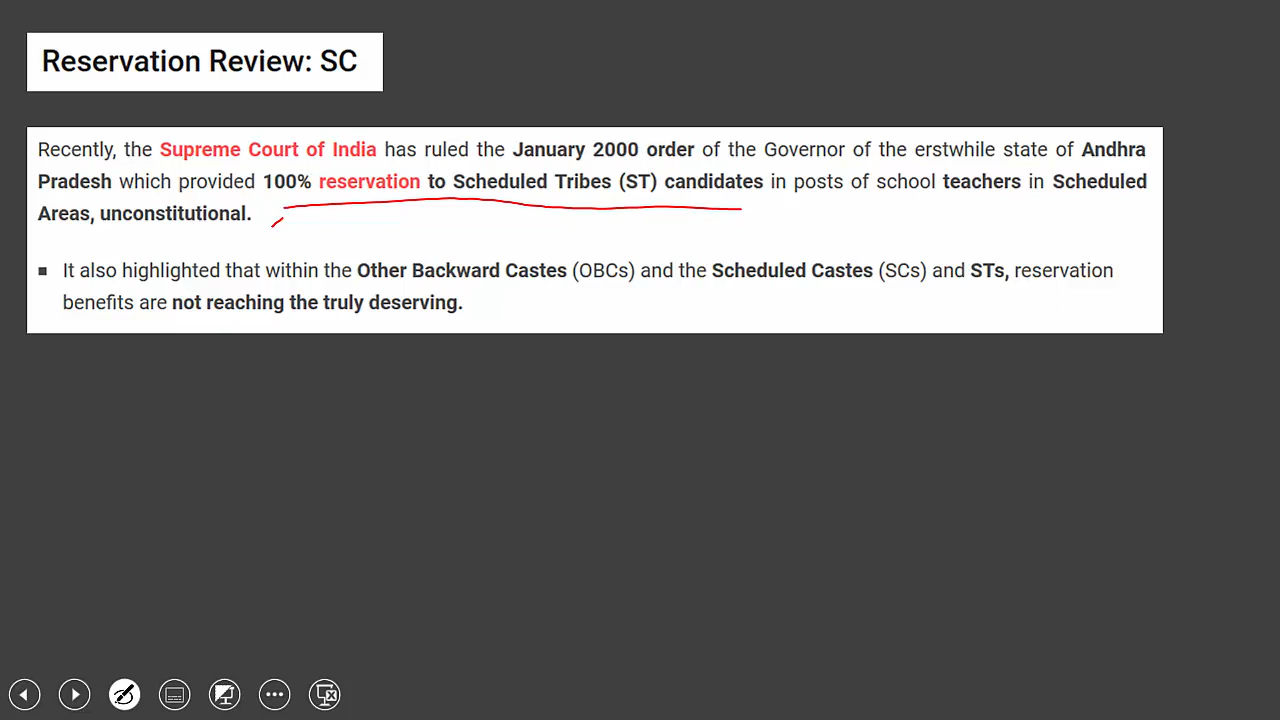 Reservation Review: SC
Recently, the Supreme Court of India has ruled the January 2000 order of the Governor of the erstwhile state of Andhra
Pradesh which provided 100% reservation to Scheduled Tribes (ST) candidates in posts of school teachers in Scheduled
Areas, unconstitutional.
▪ It also highlighted that within the Other Backward Castes (OBCs) and the Scheduled Castes (SCs) and STs, reservation
benefits are not reaching the truly deserving.